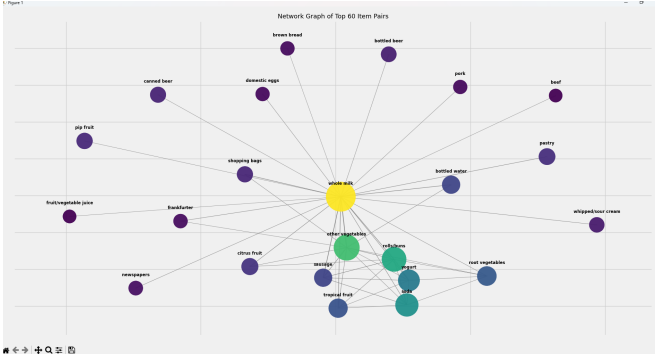 Figure 1
Network Graph of Top 60 Item Pairs
brown bread
bottled beer
pork
domestic eggs
canned beer
beef
pip fruit
pastry
shopping bags
bottled water
whole milk
fruit/vegetable juice
frankfurter
whipped/sour cream
other vegetables
rolls/buns
citrus fruit
sausage
yogurt
root vegetables
newspapers
soda
tropical fruit